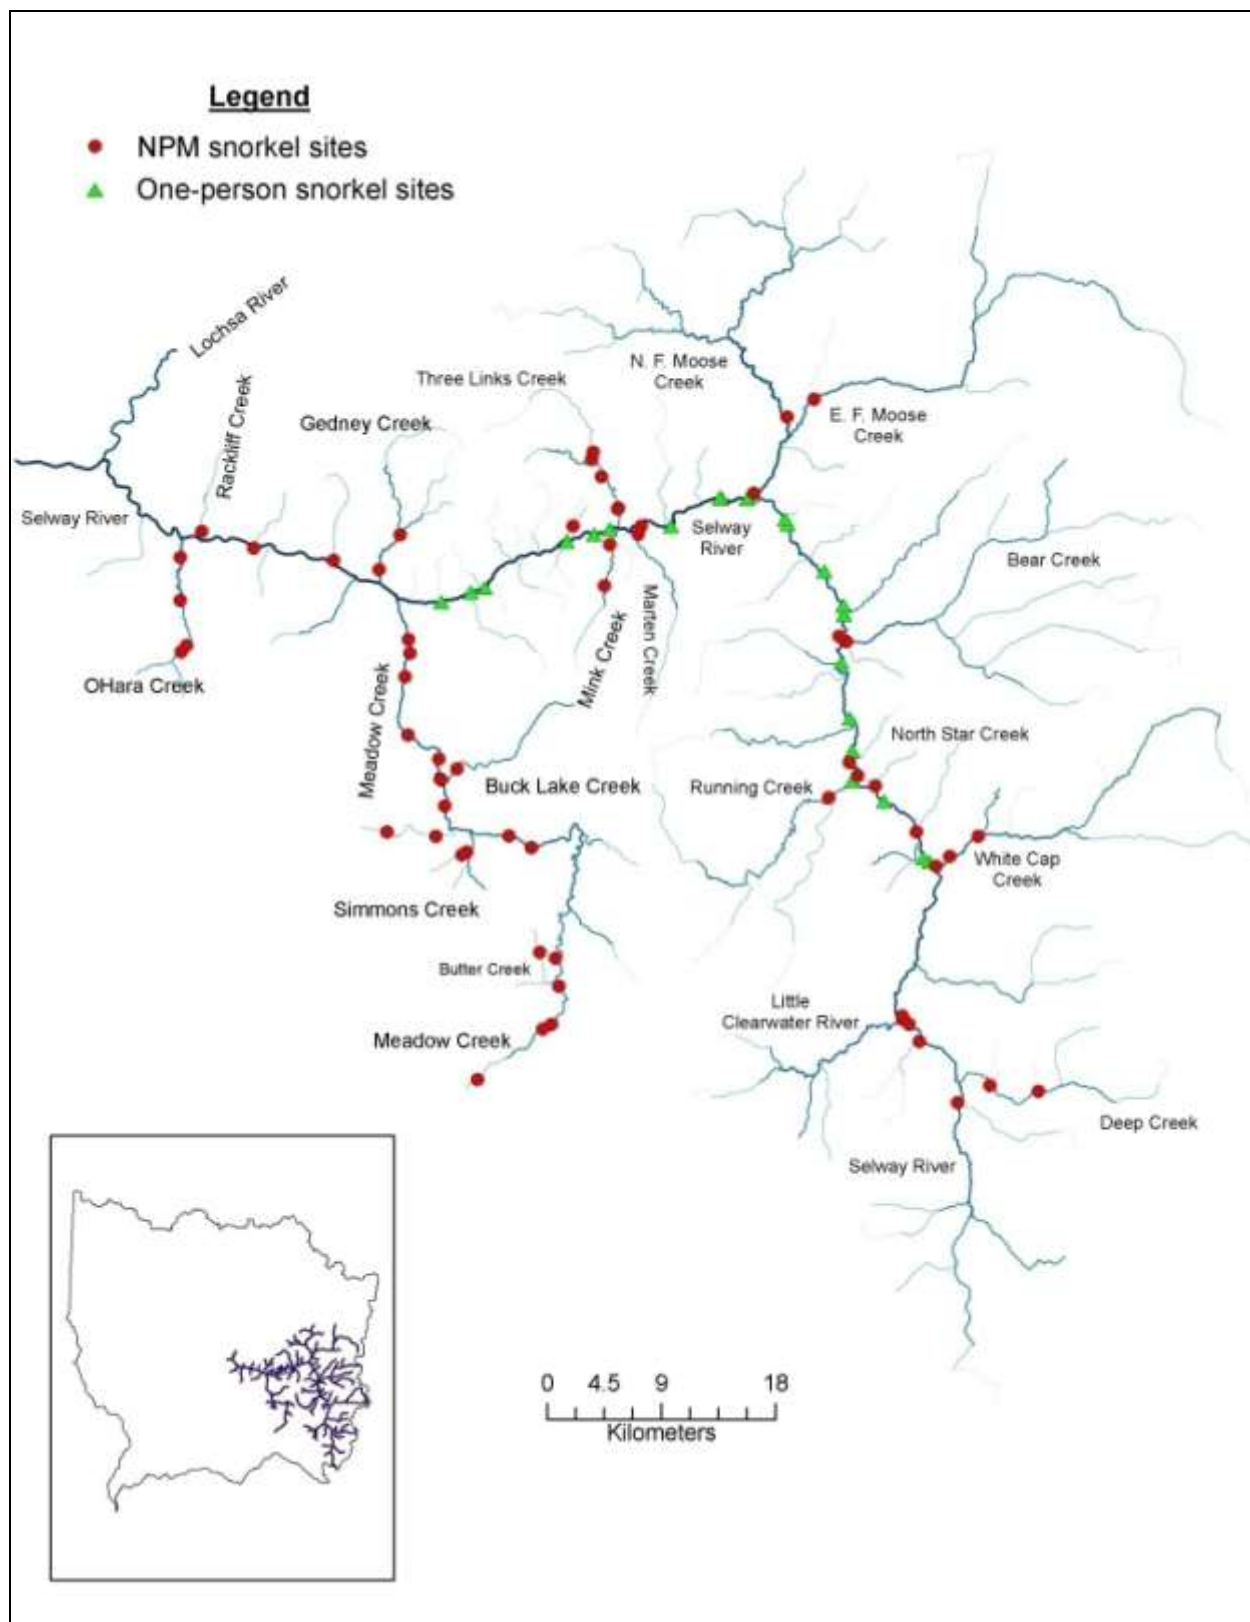 Legend
NPM snorkel sites
One-person snorkel sites
Lochsa River
Rackliff Creek
Three Links Creek
Gedney Creek
N. F. Moose
Creek
E. F. Moose
Creek
Selway River
Selway
River
Bear Creek
Marten Creek
Mink Creek
OHara Creek
Meadow Creek
North Star Creek
Buck Lake Creek
Running Creek
White Cap
Creek
Simmons Creek
Butter Creek
Little
Clearwater River
Meadow Creek
Deep Creek
Selway River
0 4.5 9 18
Kilometers